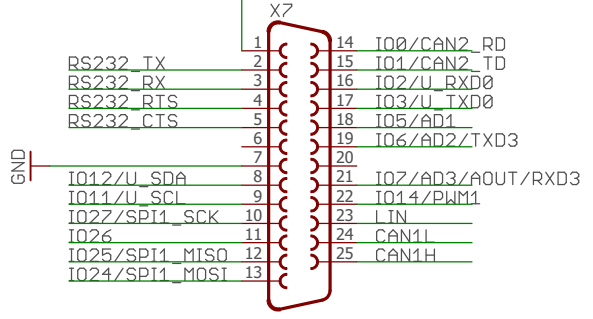 X7
1 14 IO0/CAN2_RD
RS232_TX 2 15 IO1/CAN2_TD
RS232_RX 3 16 IO2/U_RXD0
RS232_RTS 4 17 IO3/U_TXD0
RS232_CTS 5 18 IO5/AD1
6 19 IO6/AD2/TXD3
GND 7 20
IO12/U_SDA 8 21 IO7/AD3/AOUT/RXD3
IO11/U_SCL 9 22 IO14/PWM1
IO27/SPI1_SCK 10 23 LIN
IO26 11 24 CAN1L
IO25/SPI1_MISO 12 25 CAN1H
IO24/SPI1_MOSI 13